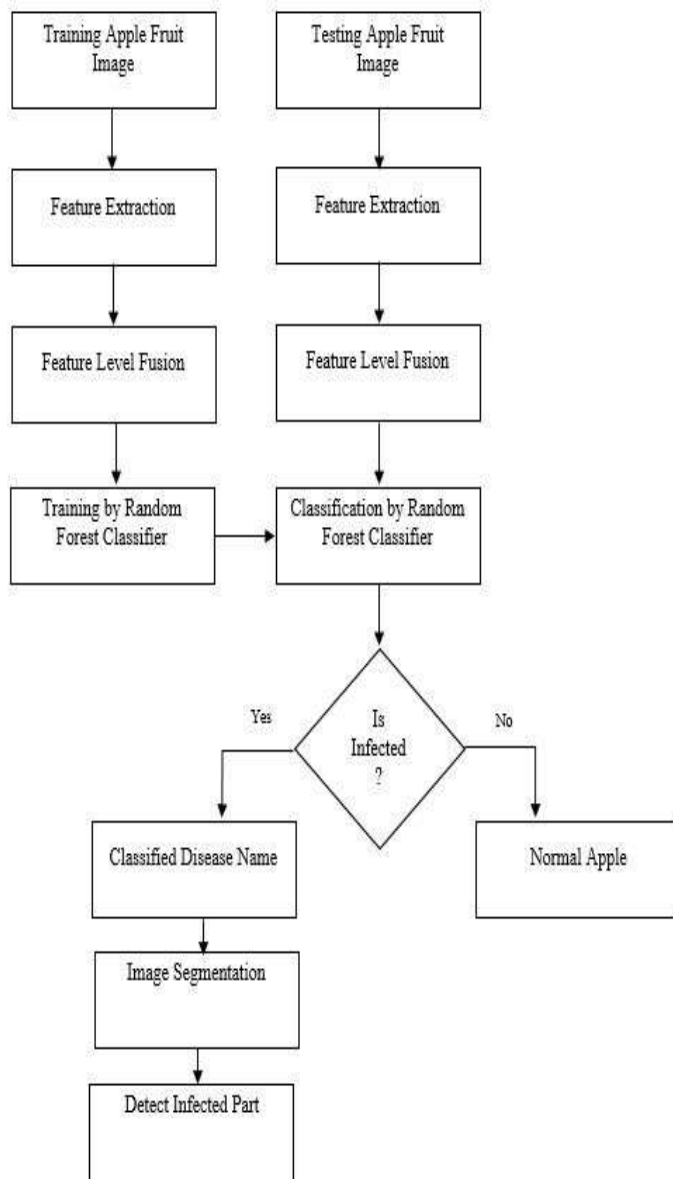 Training Apple Fruit
Image
Testing Apple Fruit
Image
Feature Extraction
Feature Extraction
Feature Level Fusion
Feature Level Fusion
Training by Random
Forest Classifier
Classification by Random
Forest Classifier
Is
Infected
?
Yes
No
Classified Disease Name
Normal Apple
Image Segmentation
Detect Infected Part